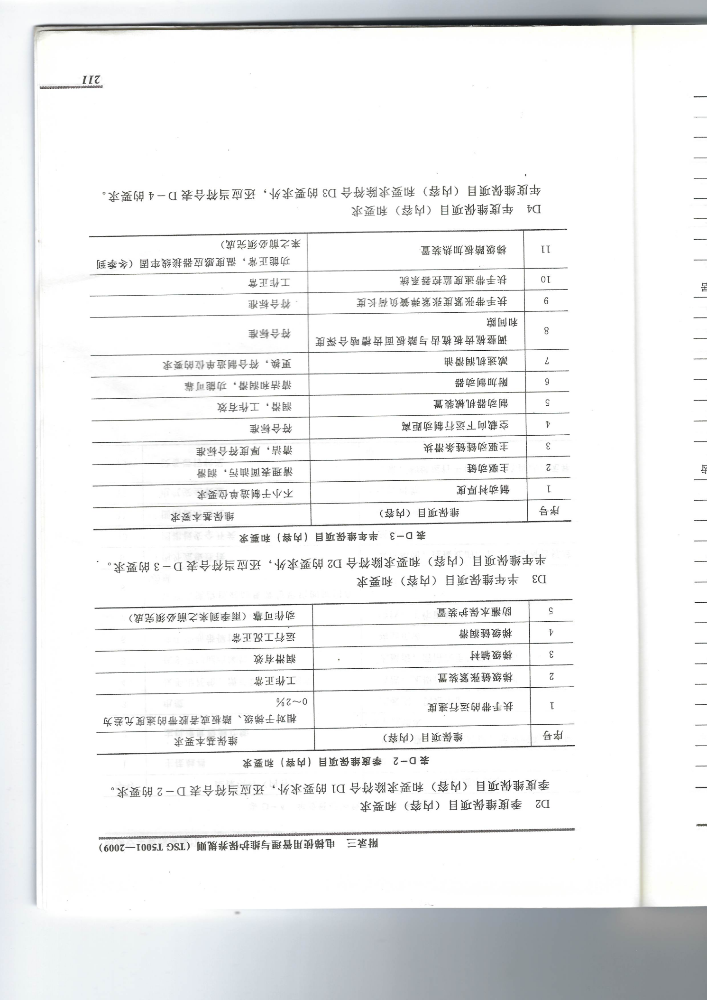 附录三　电梯使用管理与维护保养规则（TSG T5001—2009）
D2　季度维保项目（内容）和要求
季度维保项目（内容）和要求除符合 D1 的要求外，还应当符合表 D－2 的要求。
表 D-2　季度维保项目（内容）和要求
序号　维保项目（内容）　维保基本要求
1　扶手带的运行速度　相对于梯级、踏板或者胶带的速度允差为
0～2%
2　梯级链张紧装置　工作正常
3　梯级轴衬　润滑有效
4　梯级链润滑　运行工况正常
5　防灌水保护装置　动作可靠（雨季到来之前必须完成）
D3　半年维保项目（内容）和要求
半年维保项目（内容）和要求除符合 D2 的要求外，还应当符合表 D－3 的要求。
表 D-3　半年维保项目（内容）和要求
序号　维保项目（内容）　维保基本要求
1　制动衬厚度　不小于制造单位要求
2　主驱动链　清理表面油污，润滑
3　主驱动链链条滑块　清洁，厚度符合标准
4　空载向下运行制动距离　符合标准
5　制动器机械装置　润滑，工作有效
6　附加制动器　清洁和润滑，功能可靠
7　减速机润滑油　更换，符合制造单位的要求
8　调整梳齿板梳齿与踏板面齿槽啮合深度
和间隙　符合标准
9　扶手带张紧度张紧弹簧负荷长度　符合标准
10　扶手带速度监控器系统　工作正常
11　梯级踏板加热装置　功能正常，温度感应器接线牢固（冬季到
来之前必须完成）
D4　年度维保项目（内容）和要求
年度维保项目（内容）和要求除符合 D3 的要求外，还应当符合表 D－4 的要求。
211